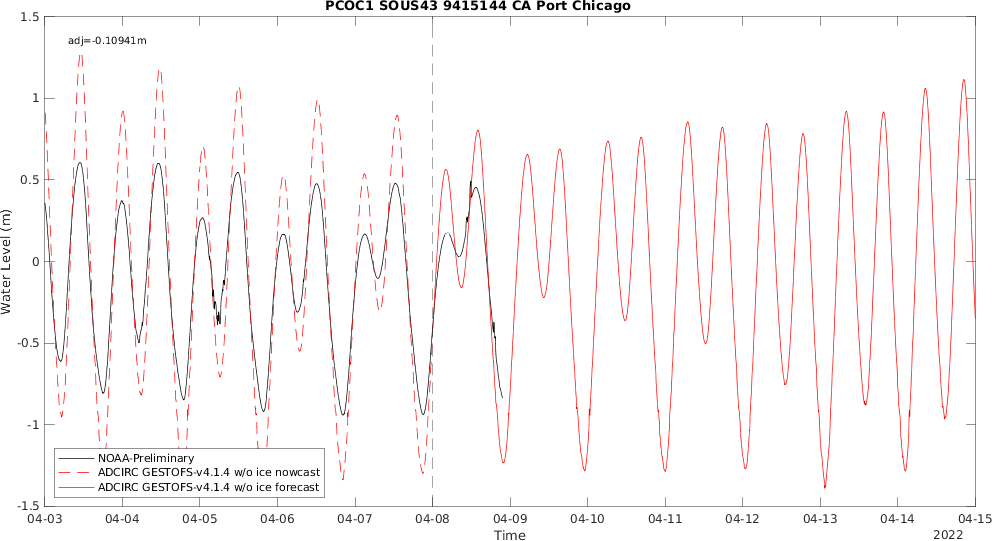 PCOC1 SOUS43 9415144 CA Port Chicago
adj=-0.10941m
Water Level (m)
1.5
1
0.5
0
-0.5
-1
-1.5
NOAA-Preliminary
ADCIRC GESTOFS-v4.1.4 w/o ice nowcast
ADCIRC GESTOFS-v4.1.4 w/o ice forecast
04-03 04-04 04-05 04-06 04-07 04-08 04-09 04-10 04-11 04-12 04-13 04-14 04-15
Time
2022